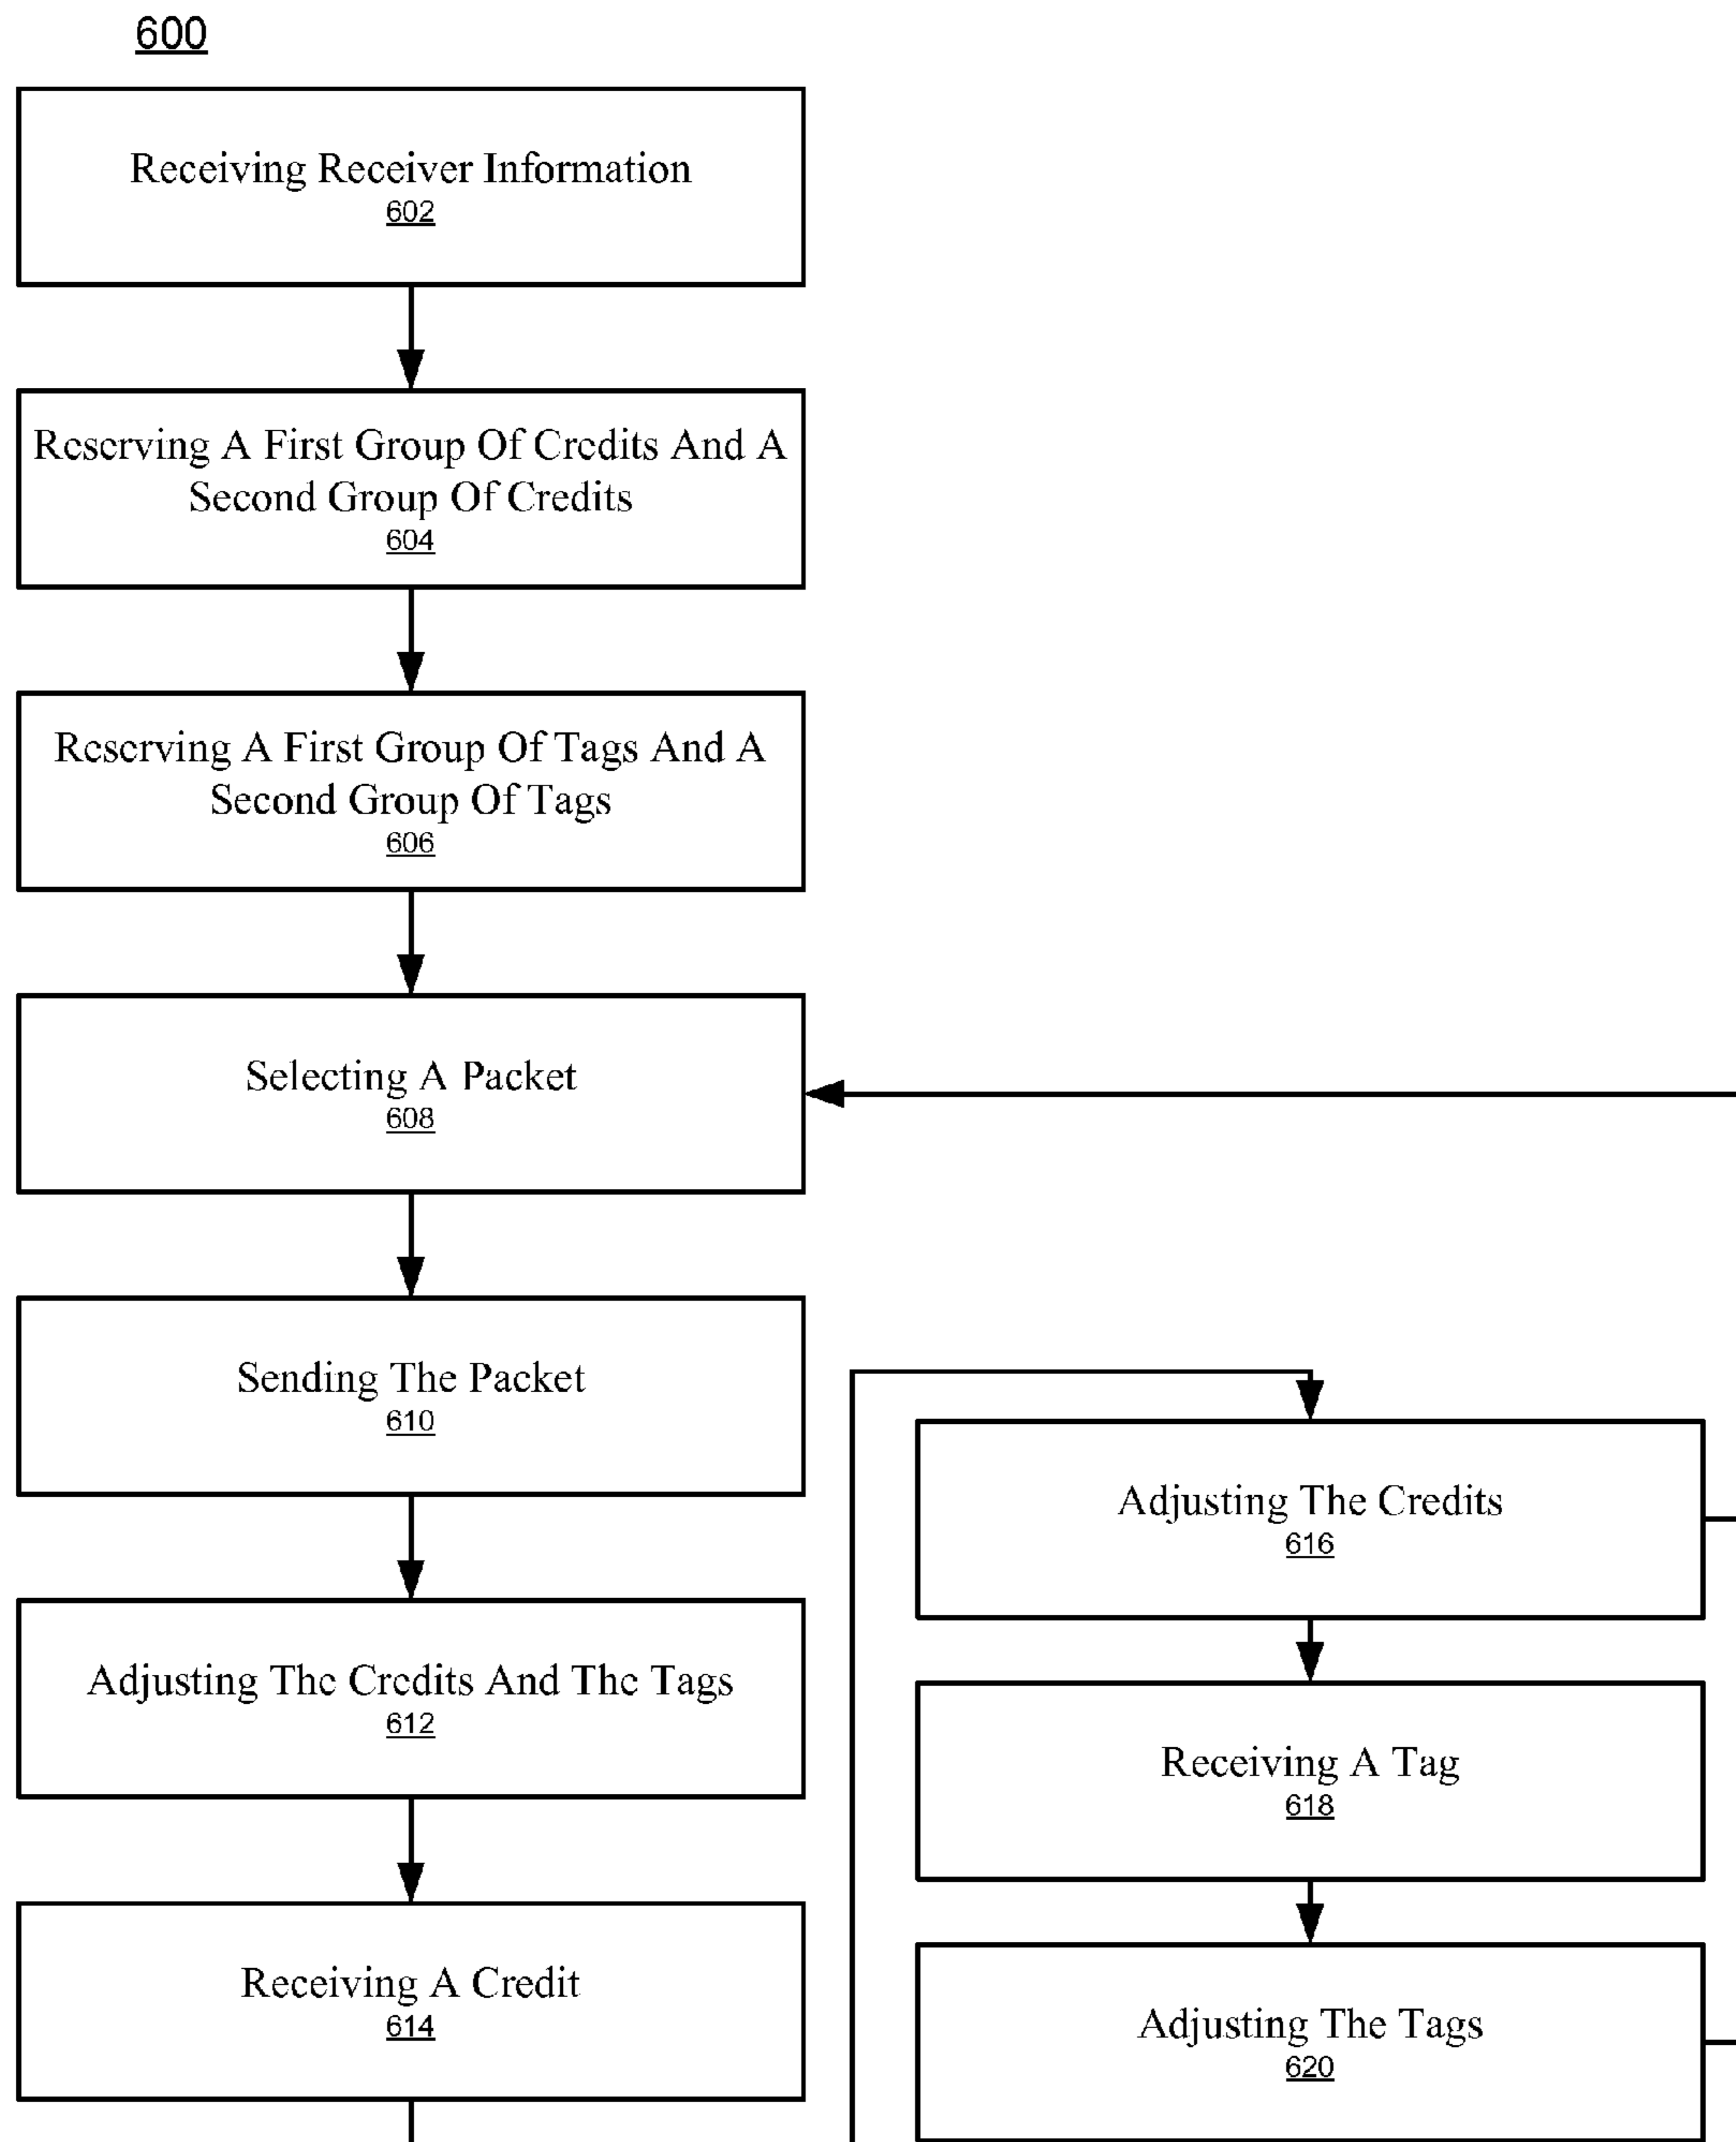 600
Receiving Receiver Information
602
Reserving A First Group Of Credits And A
Second Group Of Credits
604
Reserving A First Group Of Tags And A
Second Group Of Tags
606
Selecting A Packet
608
Sending The Packet
610
Adjusting The Credits And The Tags
612
Receiving A Credit
614
Adjusting The Credits
616
Receiving A Tag
618
Adjusting The Tags
620